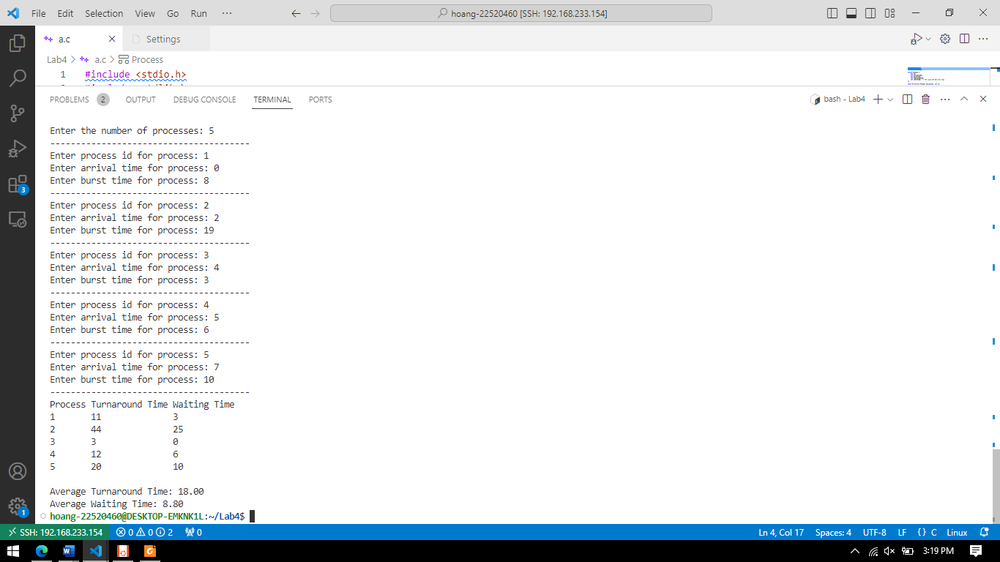 File Edit Selection View Go Run ···
hoang-22520460 [SSH: 192.168.233.154]
a.c
Settings
Lab4 > a.c > Process
1 #include <stdio.h>
PROBLEMS 2 OUTPUT DEBUG CONSOLE TERMINAL PORTS
bash - Lab4
Enter the number of processes: 5
---------------------------------------
Enter process id for process: 1
Enter arrival time for process: 0
Enter burst time for process: 8
---------------------------------------
Enter process id for process: 2
Enter arrival time for process: 2
Enter burst time for process: 19
---------------------------------------
Enter process id for process: 3
Enter arrival time for process: 4
Enter burst time for process: 3
---------------------------------------
Enter process id for process: 4
Enter arrival time for process: 5
Enter burst time for process: 6
---------------------------------------
Enter process id for process: 5
Enter arrival time for process: 7
Enter burst time for process: 10
---------------------------------------
Process Turnaround Time Waiting Time
1 11 3
2 44 25
3 3 0
4 12 6
5 20 10
Average Turnaround Time: 18.00
Average Waiting Time: 8.80
hoang-22520460@DESKTOP-EMKNK1L:~/Lab4$
3
1
SSH: 192.168.233.154 0 0 2 0 Ln 4, Col 17 Spaces: 4 UTF-8 LF {} C Linux
3:19 PM